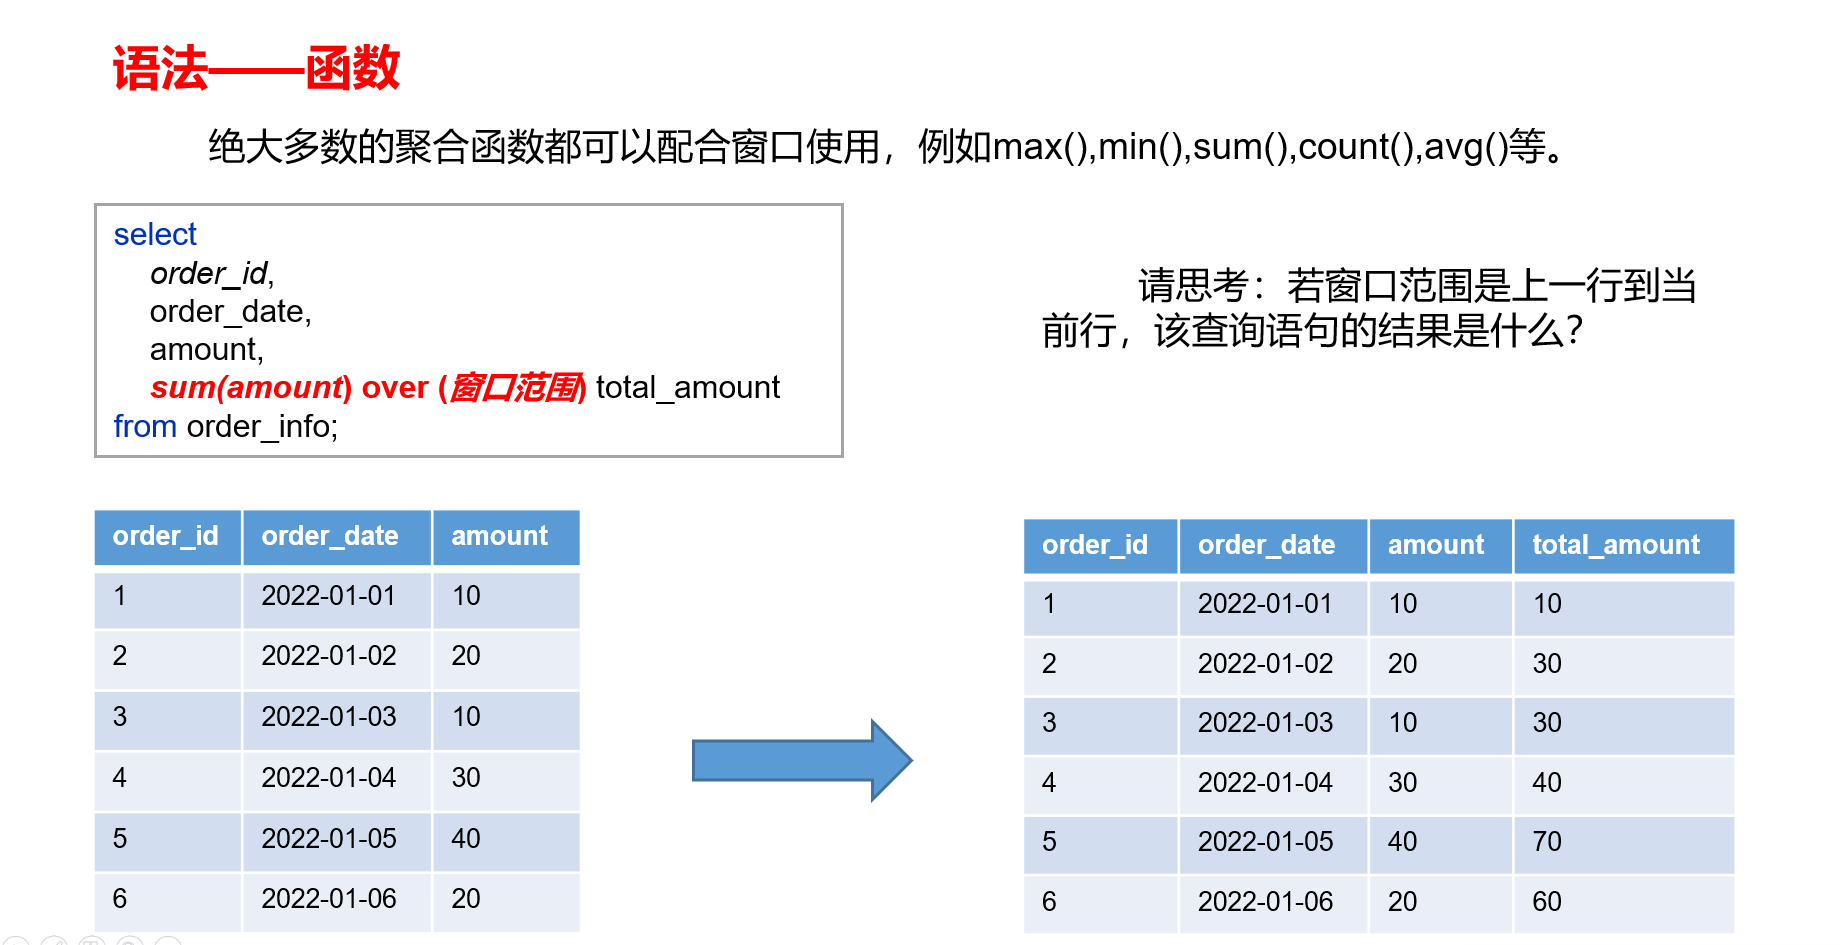 语法——函数
绝大多数的聚合函数都可以配合窗口使用，例如max(),min(),sum(),count(),avg()等。
select
order_id,
order_date,
amount,
sum(amount) over (窗口范围) total_amount
from order_info;
请思考：若窗口范围是上一行到当
前行，该查询语句的结果是什么？
order_id order_date amount
1 2022-01-01 10
2 2022-01-02 20
3 2022-01-03 10
4 2022-01-04 30
5 2022-01-05 40
6 2022-01-06 20
order_id order_date amount total_amount
1 2022-01-01 10 10
2 2022-01-02 20 30
3 2022-01-03 10 30
4 2022-01-04 30 40
5 2022-01-05 40 70
6 2022-01-06 20 60